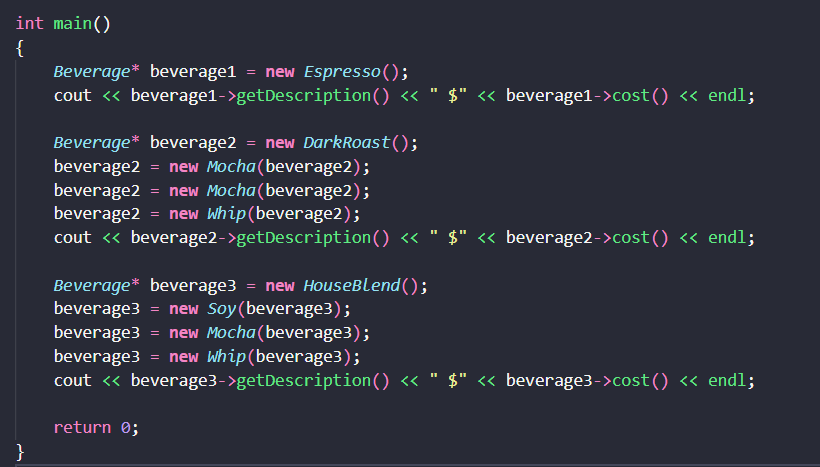 int main()
{
    Beverage* beverage1 = new Espresso();
    cout << beverage1->getDescription() << " $" << beverage1->cost() << endl;

    Beverage* beverage2 = new DarkRoast();
    beverage2 = new Mocha(beverage2);
    beverage2 = new Mocha(beverage2);
    beverage2 = new Whip(beverage2);
    cout << beverage2->getDescription() << " $" << beverage2->cost() << endl;

    Beverage* beverage3 = new HouseBlend();
    beverage3 = new Soy(beverage3);
    beverage3 = new Mocha(beverage3);
    beverage3 = new Whip(beverage3);
    cout << beverage3->getDescription() << " $" << beverage3->cost() << endl;

    return 0;
}